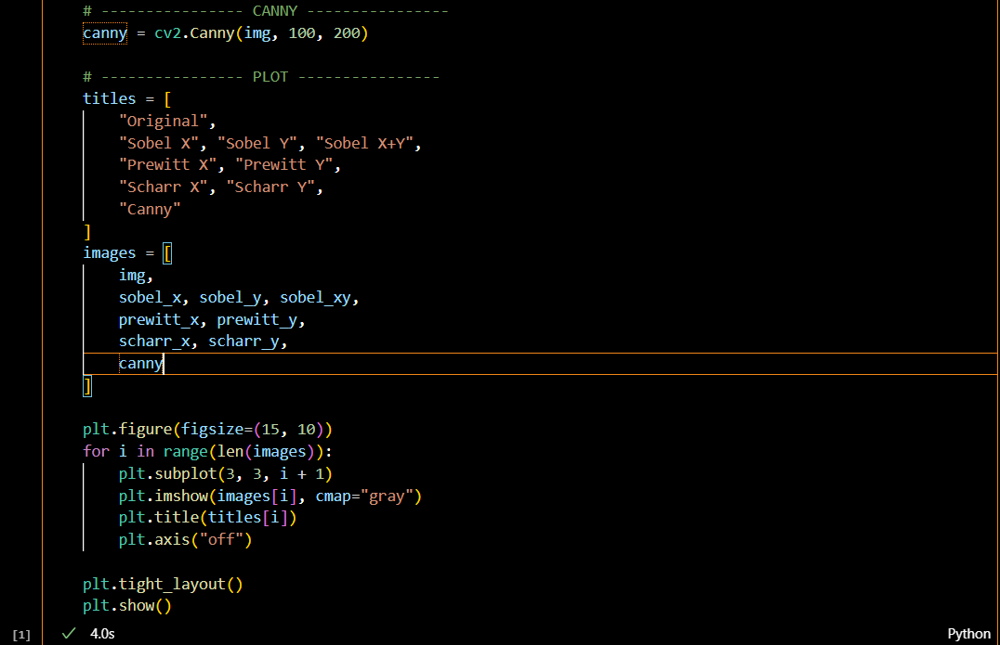 # ---------------- CANNY ----------------
canny = cv2.Canny(img, 100, 200)
# ---------------- PLOT ----------------
titles = [
    "Original",
    "Sobel X", "Sobel Y", "Sobel X+Y",
    "Prewitt X", "Prewitt Y",
    "Scharr X", "Scharr Y",
    "Canny"
]
images = [
    img,
    sobel_x, sobel_y, sobel_xy,
    prewitt_x, prewitt_y,
    scharr_x, scharr_y,
    canny
]
plt.figure(figsize=(15, 10))
for i in range(len(images)):
    plt.subplot(3, 3, i + 1)
    plt.imshow(images[i], cmap="gray")
    plt.title(titles[i])
    plt.axis("off")
plt.tight_layout()
plt.show()
[1] ✓ 4.0s Python